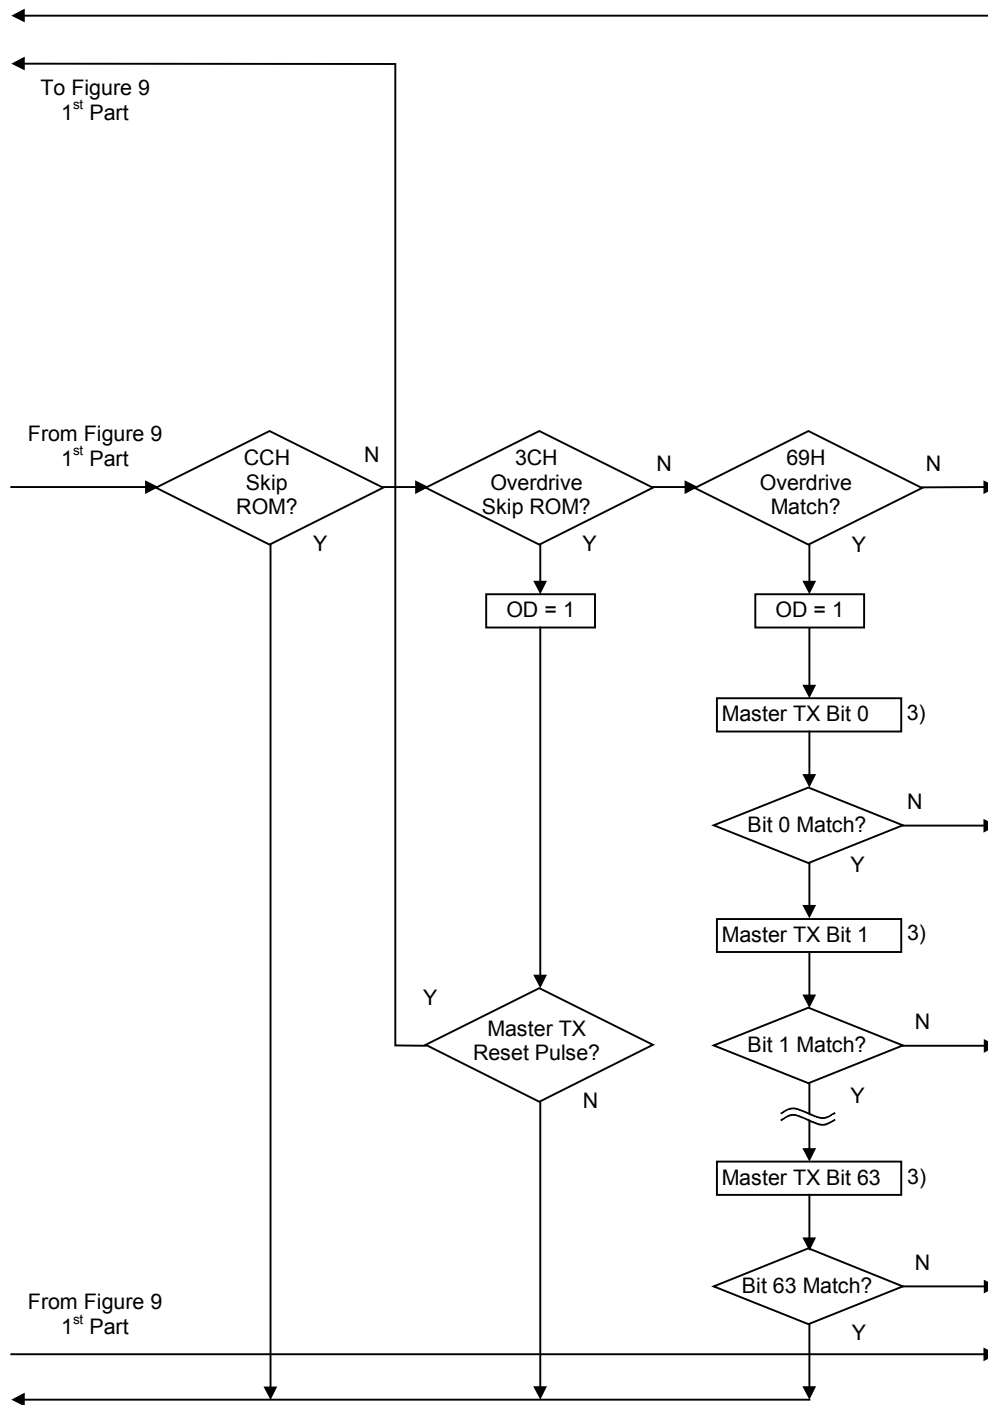 To Figure 9
1st Part
From Figure 9
1st Part
CCH
Skip
ROM?
N
Y
3CH
Overdrive
Skip ROM?
N
Y
69H
Overdrive
Match?
N
Y
OD = 1
OD = 1
Master TX Bit 0
3)
Bit 0 Match?
N
Y
Master TX Bit 1
3)
Y
Master TX
Reset Pulse?
N
Bit 1 Match?
N
Y
Master TX Bit 63
3)
Bit 63 Match?
N
Y
From Figure 9
1st Part